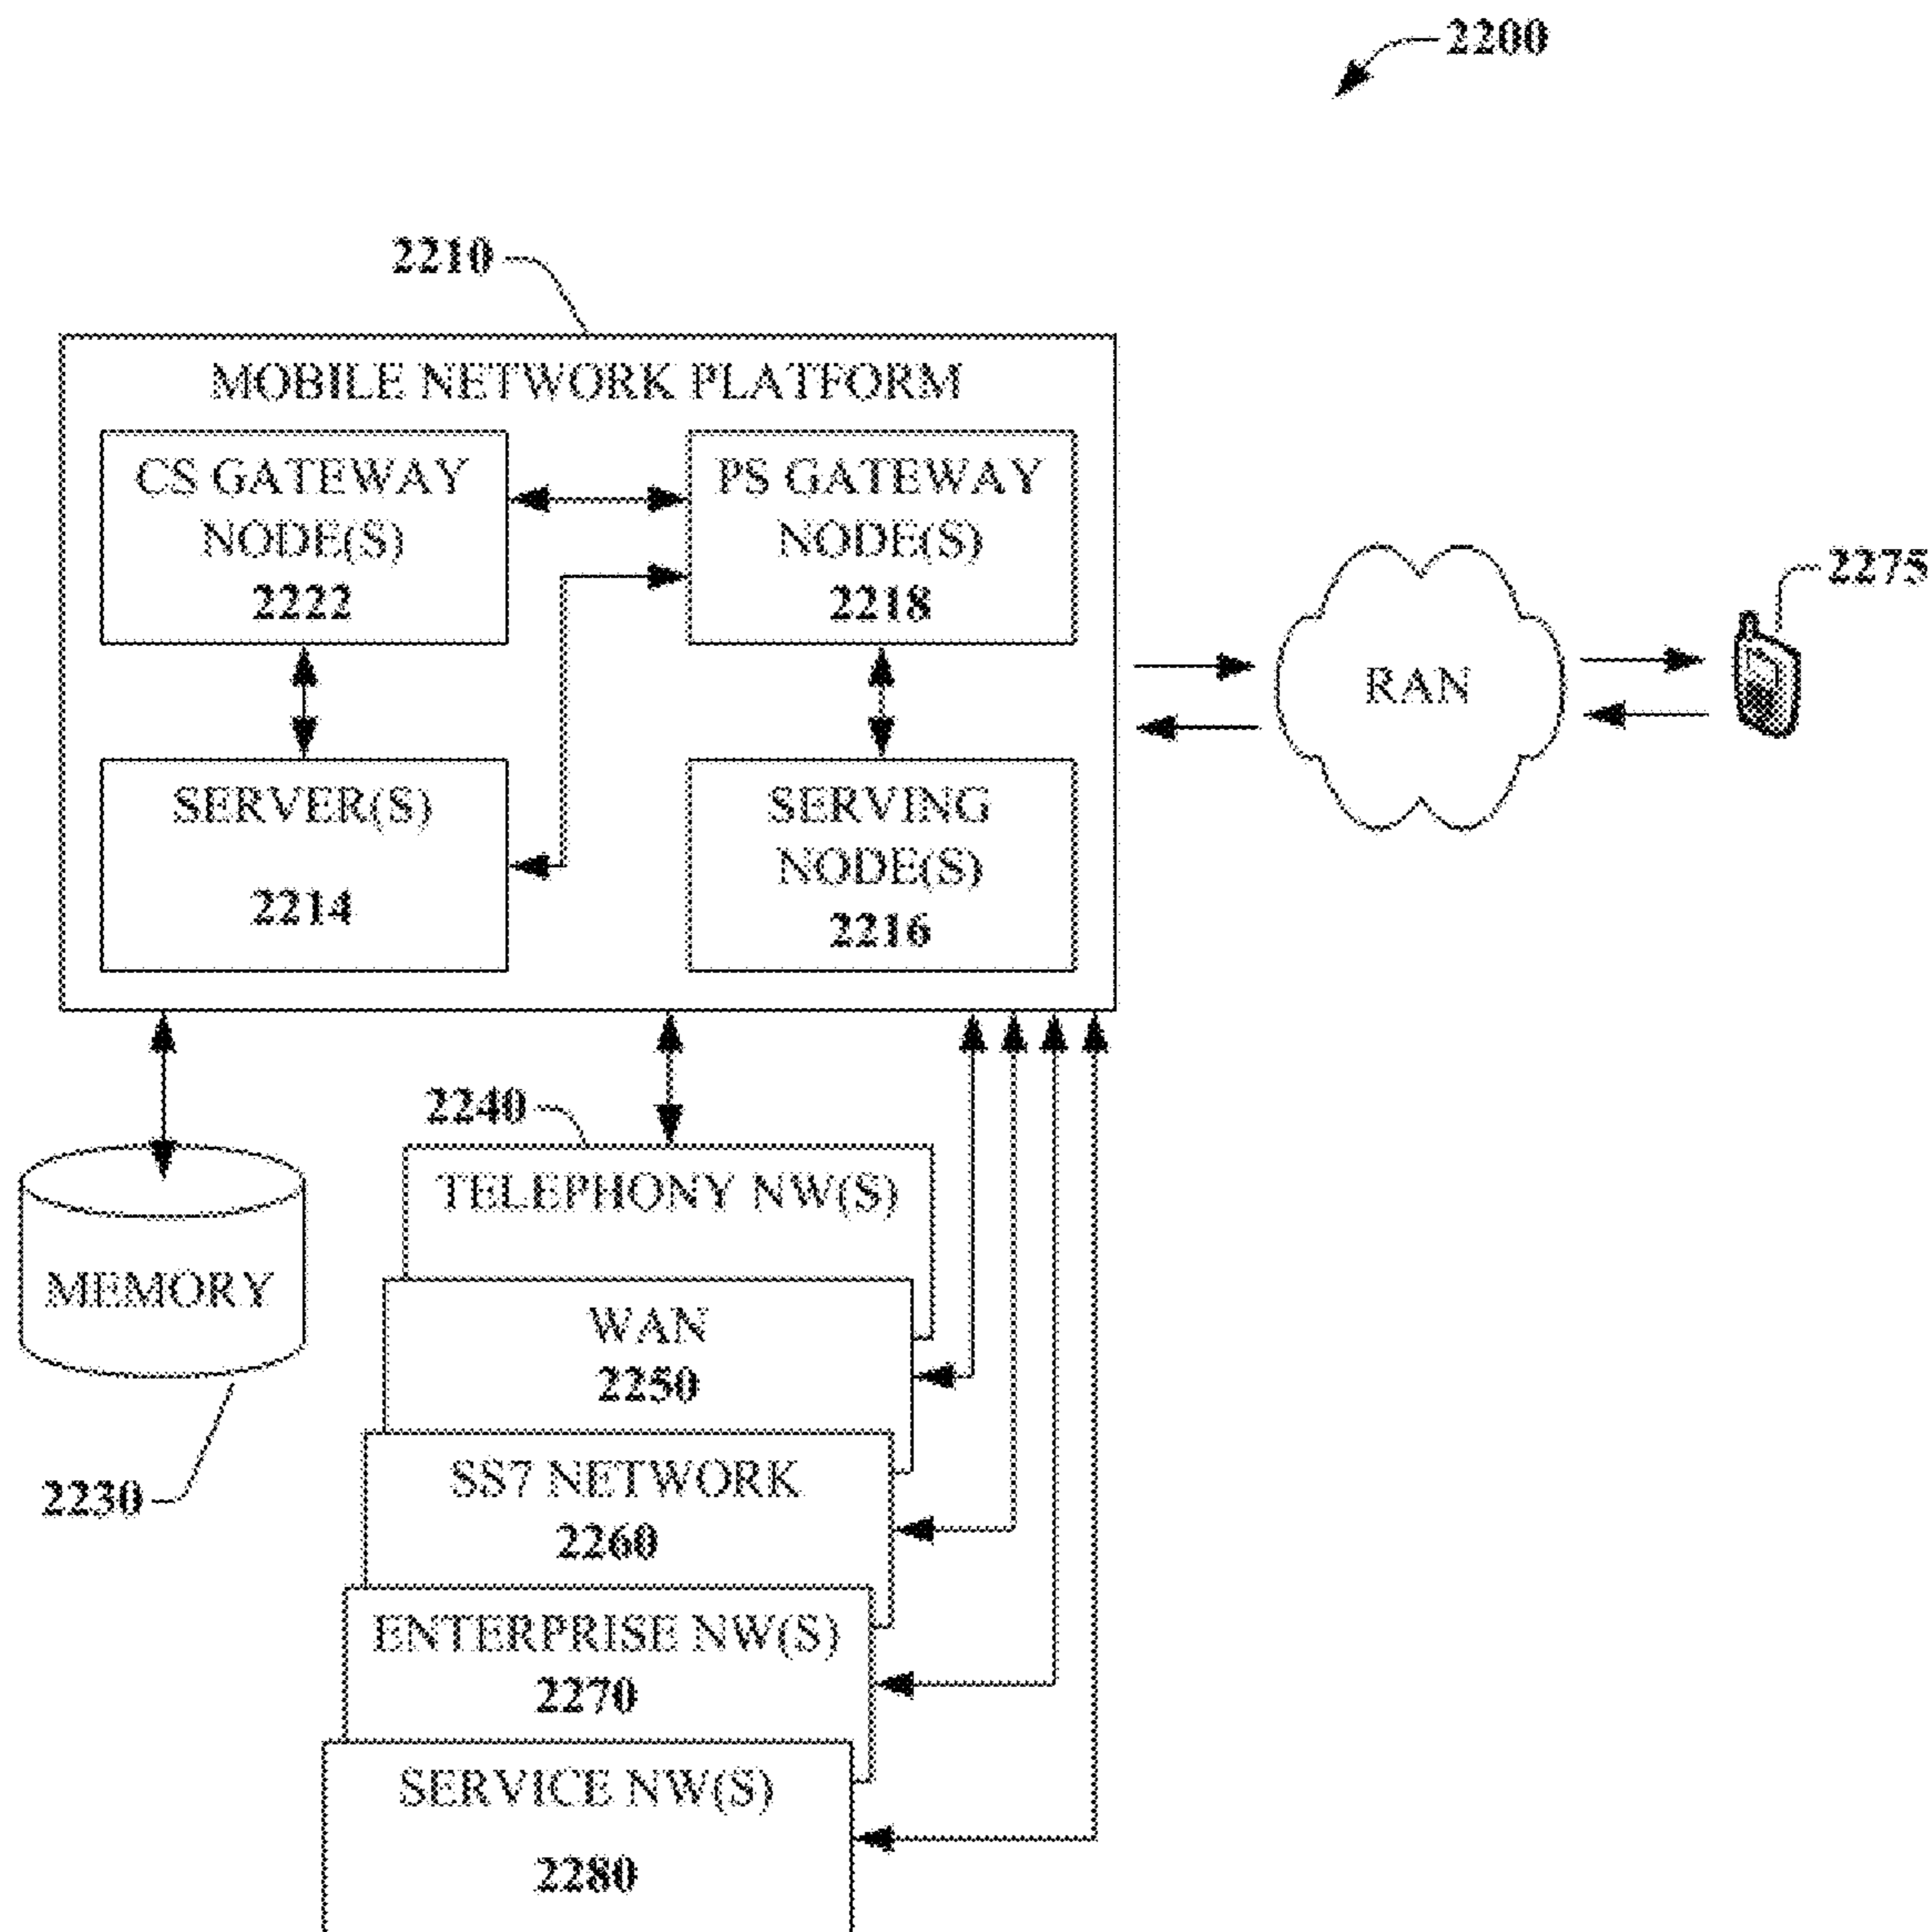 2200
2210
MOBILE NETWORK PLATFORM
CS GATEWAY
NODE(S)
2222
PS GATEWAY
NODE(S)
2218
SERVER(S)
2214
SERVING
NODE(S)
2216
RAN
2275
2240
TELEPHONY NW(S)
MEMORY
2230
WAN
2250
SS7 NETWORK
2260
ENTERPRISE NW(S)
2270
SERVICE NW(S)
2280